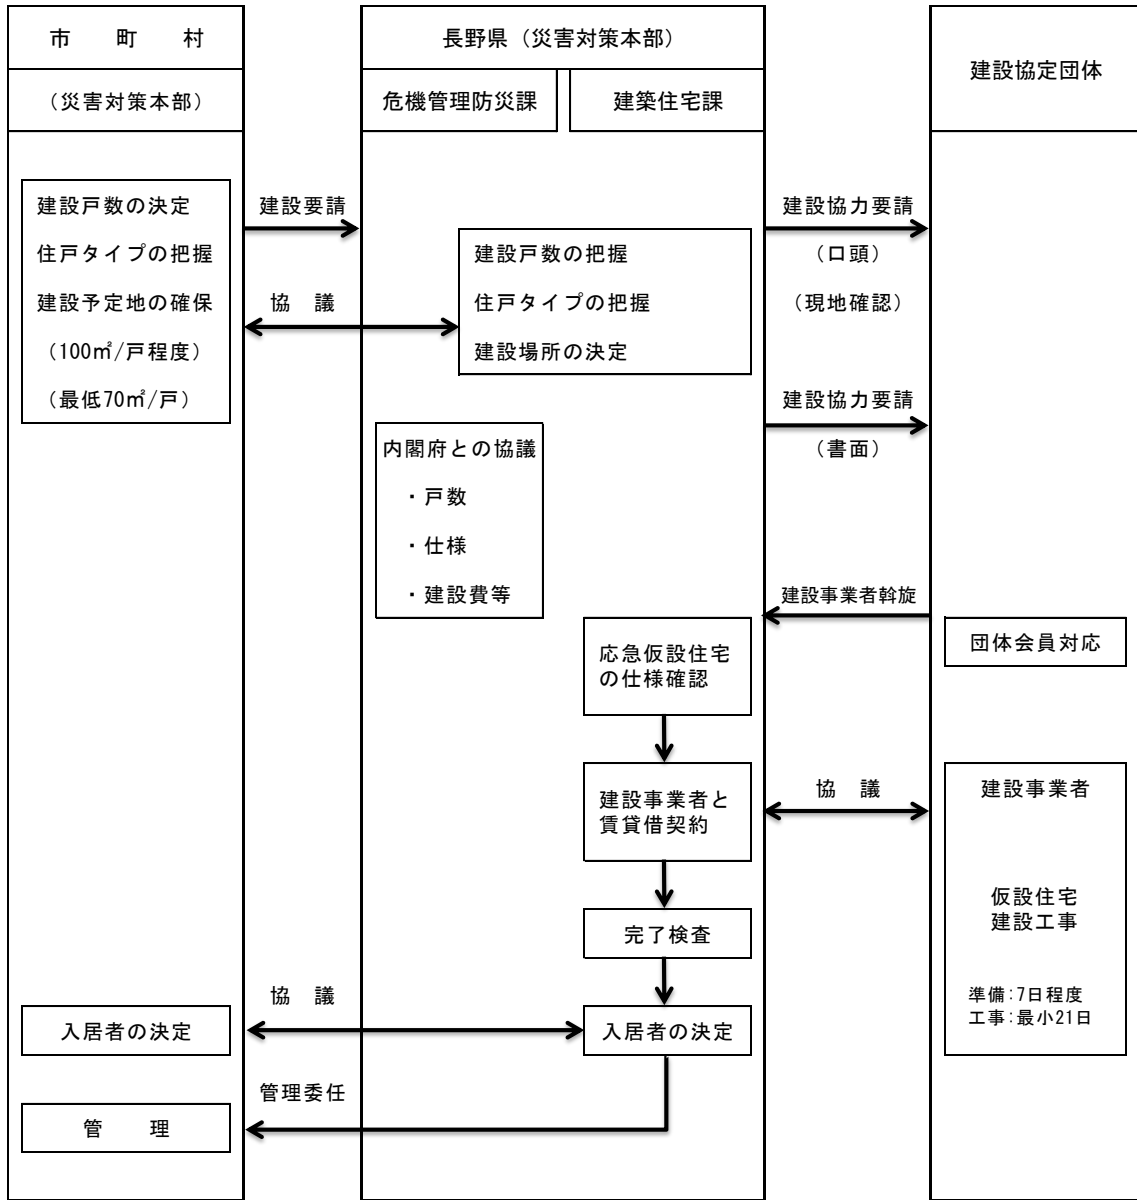 市　町　村
（災害対策本部）
長野県（災害対策本部）
危機管理防災課
建築住宅課
建設協定団体
建設戸数の決定
住戸タイプの把握
建設予定地の確保
（100㎡/戸程度）
（最低70㎡/戸）
建設要請
協　議
建設戸数の把握
住戸タイプの把握
建設場所の決定
建設協力要請
（口頭）
（現地確認）
建設協力要請
（書面）
内閣府との協議
・戸数
・仕様
・建設費等
建設事業者斡旋
団体会員対応
応急仮設住宅
の仕様確認
建設事業者と
賃貸借契約
協　議
建設事業者
仮設住宅
建設工事
準備:7日程度
工事:最小21日
完了検査
協　議
入居者の決定
入居者の決定
管理委任
管　理